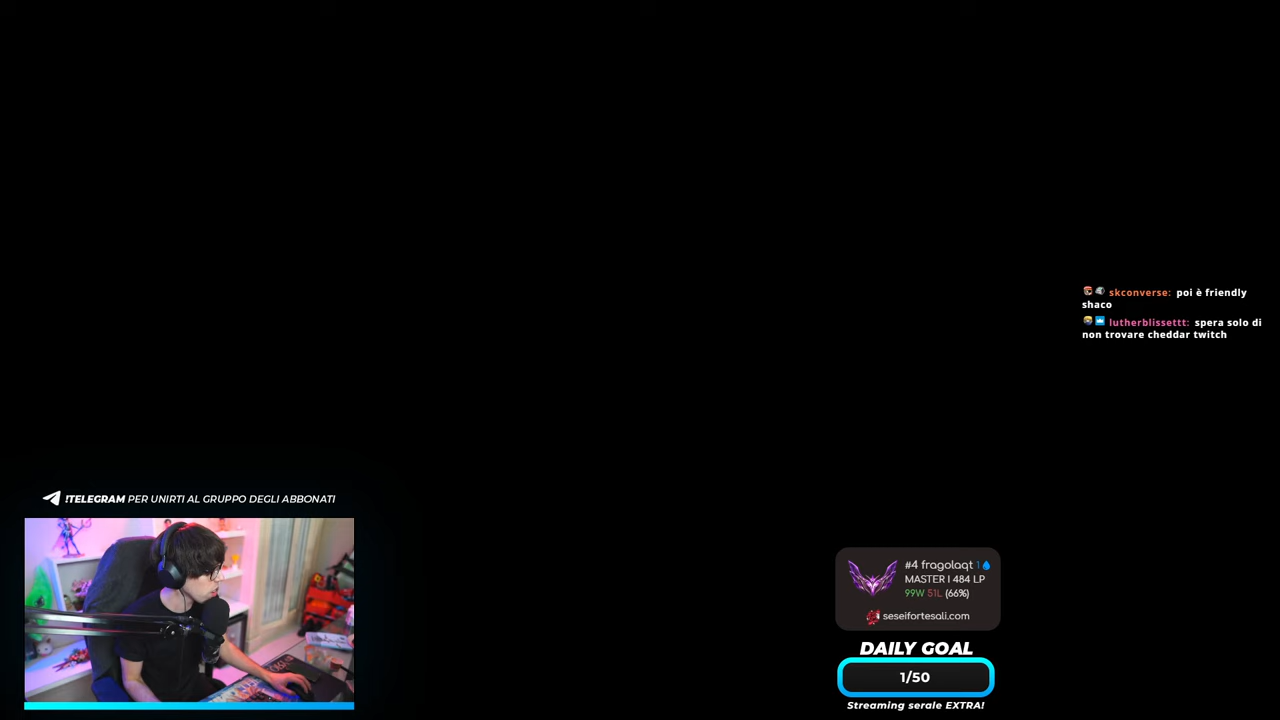 skconverse: poi è friendly
shaco
lutherblissettt: spera solo di
non trovare cheddar twitch
!TELEGRAM PER UNIRTI AL GRUPPO DEGLI ABBONATI
#4 fragolaqt 1
MASTER I 484 LP
99W 51L (66%)
seseifortesali.com
DAILY GOAL
1/50
Streaming serale EXTRA!